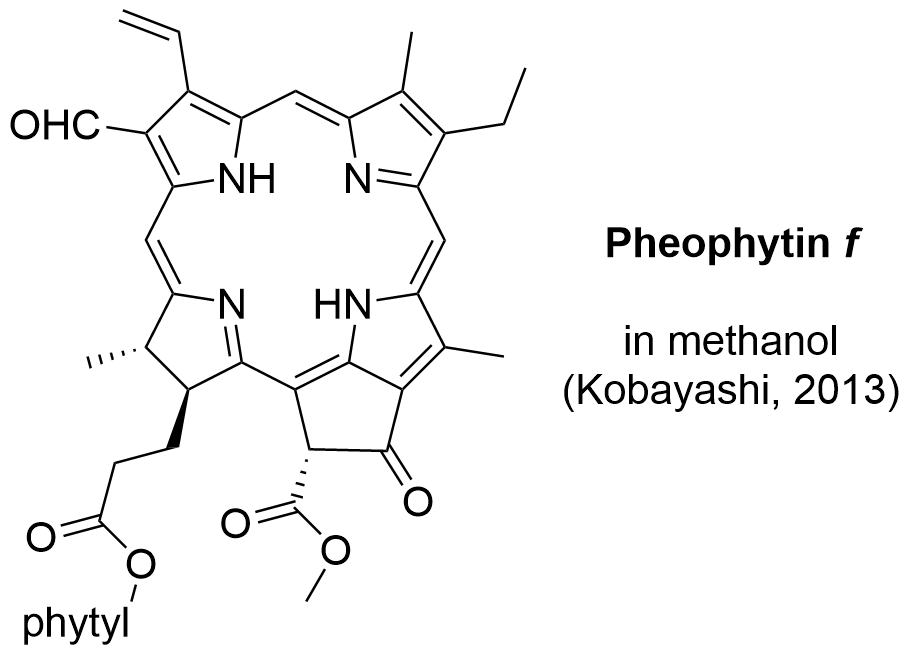 OHC
NH
N
N
HN
O
O
O
O
O
phytyl
Pheophytin f
in methanol
(Kobayashi, 2013)